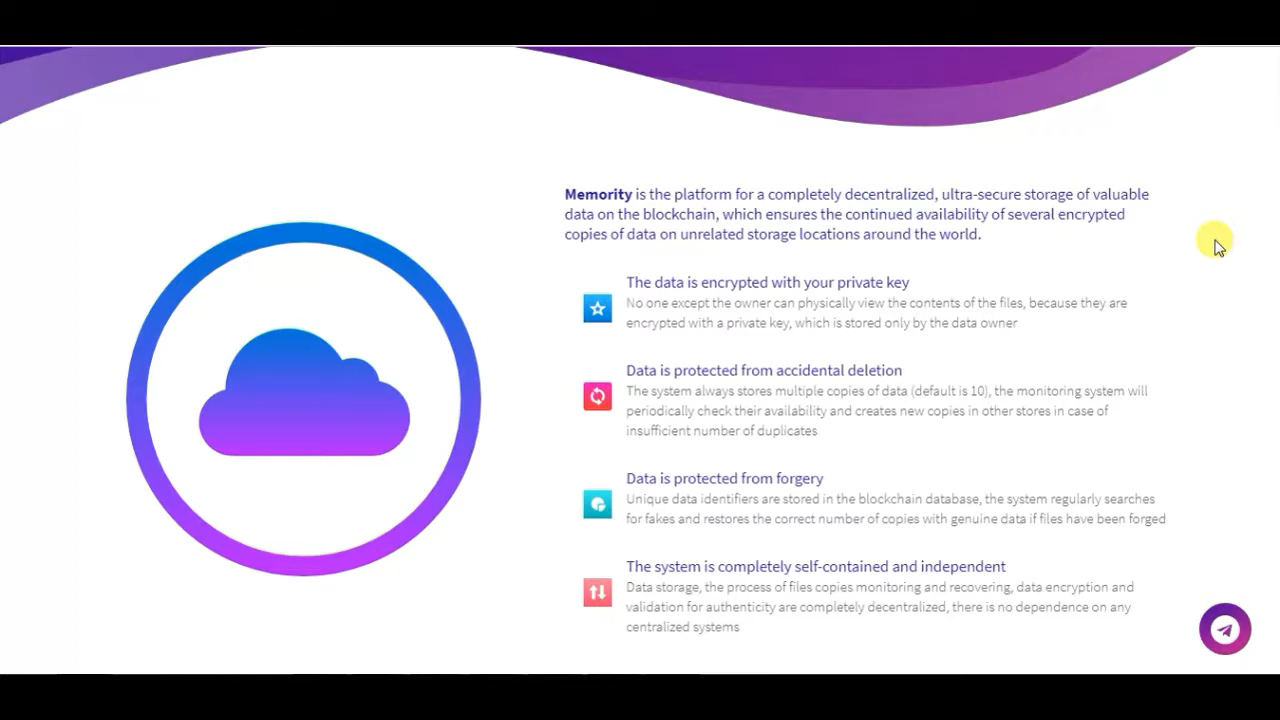 Memority is the platform for a completely decentralized, ultra-secure storage of valuable
data on the blockchain, which ensures the continued availability of several encrypted
copies of data on unrelated storage locations around the world.
The data is encrypted with your private key
No one except the owner can physically view the contents of the files, because they are
encrypted with a private key, which is stored only by the data owner
Data is protected from accidental deletion
The system always stores multiple copies of data (default is 10), the monitoring system will
periodically check their availability and creates new copies in other stores in case of
insufficient number of duplicates
Data is protected from forgery
Unique data identifiers are stored in the blockchain database, the system regularly searches
for fakes and restores the correct number of copies with genuine data if files have been forged
The system is completely self-contained and independent
Data storage, the process of files copies monitoring and recovering, data encryption and
validation for authenticity are completely decentralized, there is no dependence on any
centralized systems